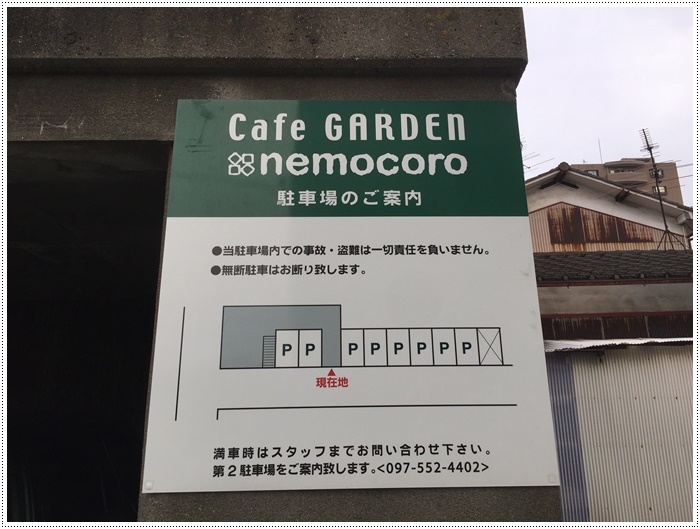 Cafe GARDEN
nemocoro
駐車場のご案内
●当駐車場内での事故・盗難は一切責任を負いません。
●無断駐車はお断り致します。
P P P P P P P P
現在地
満車時はスタッフまでお問い合わせ下さい。
第2駐車場をご案内致します。<097-552-4402>